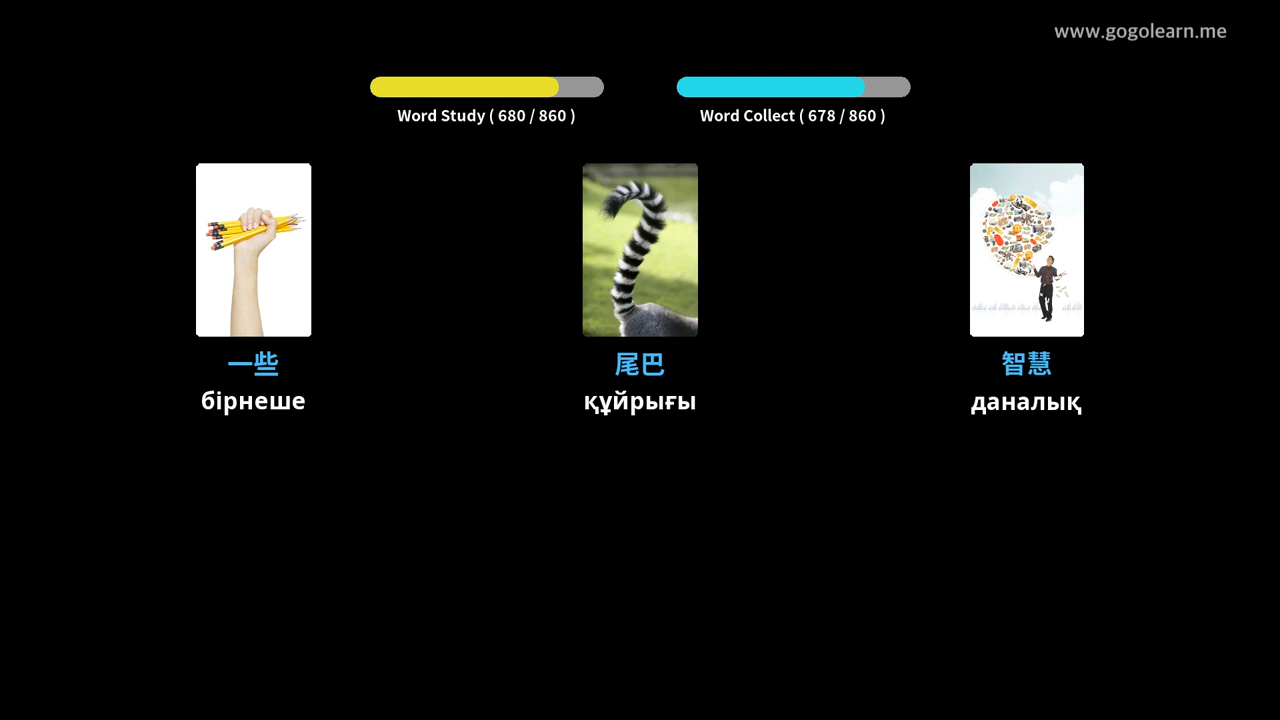 www.gogolearn.me
Word Study ( 680 / 860 )
Word Collect ( 678 / 860 )
一些
бірнеше
尾巴
құйрығы
智慧
даналық